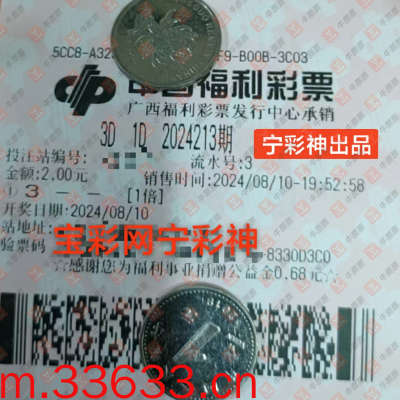 5CC8-A32
F9-B00B-3C03
中国福利彩票
广西福利彩票发行中心承销
3D 1D 2024213期
宁彩神出品
投注站编号:
流水号:3
金额:2.00元
销售时间:2024/08/10-19:52:58
①3 — — [1倍]
开奖日期:2024/08/10
站地址:
宝彩网宁彩神
验票码
-8330D3C0
☆感谢您为福利事业捐赠公益金0.68元☆
m.33633.cn